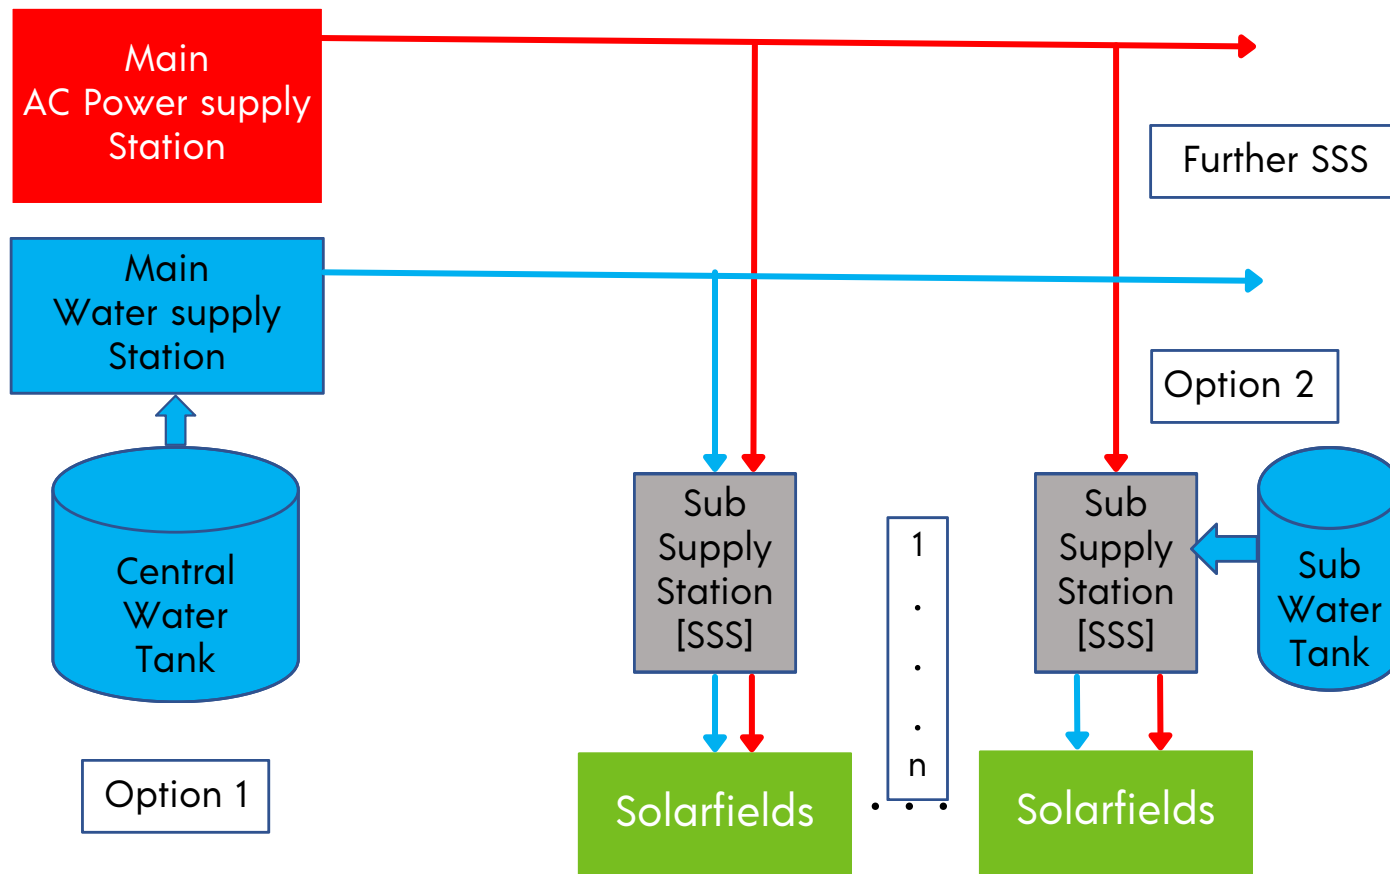 Main
AC Power supply
Station
Further SSS
Main
Water supply
Station
Option 2
Central
Water
Tank
Sub
Supply
Station
[SSS]
1
.
.
.
n
Sub
Supply
Station
[SSS]
Sub
Water
Tank
Option 1
Solarfields
. . .
Solarfields